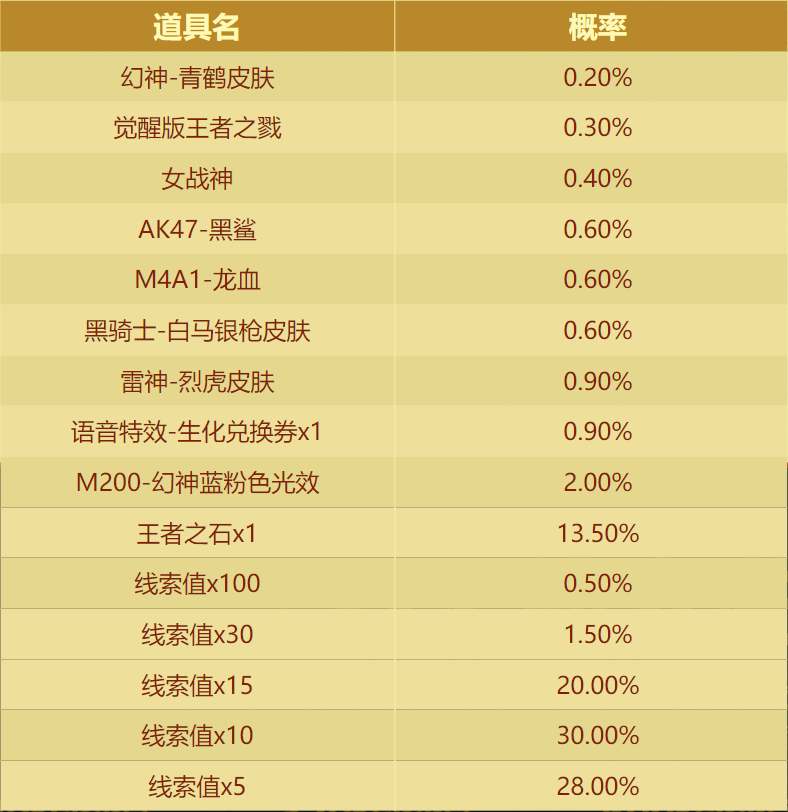 道具名 概率
幻神-青鹤皮肤 0.20%
觉醒版王者之戮 0.30%
女战神 0.40%
AK47-黑鲨 0.60%
M4A1-龙血 0.60%
黑骑士-白马银枪皮肤 0.60%
雷神-烈虎皮肤 0.90%
语音特效-生化兑换券x1 0.90%
M200-幻神蓝粉色光效 2.00%
王者之石x1 13.50%
线索值x100 0.50%
线索值x30 1.50%
线索值x15 20.00%
线索值x10 30.00%
线索值x5 28.00%